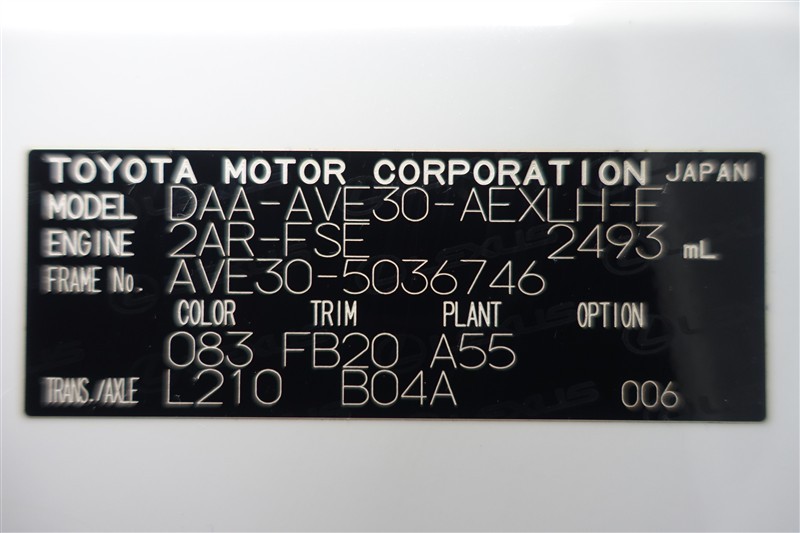 TOYOTA MOTOR CORPORATION JAPAN
MODEL DAA-AVE30-AEXLH-F
ENGINE 2AR-FSE 2493 mL
FRAME No. AVE30-5036746
COLOR TRIM PLANT OPTION
083 FB20 A55
TRANS./AXLE L210 B04A 006